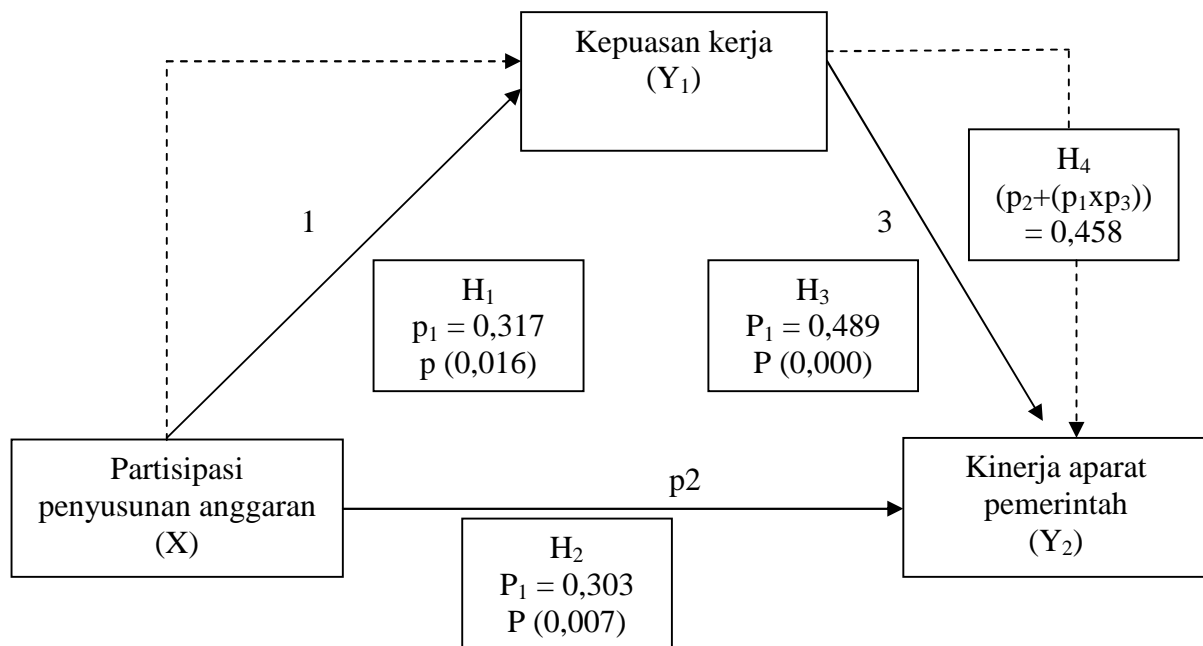 Kepuasan kerja
(Y₁)
H₄
(p₂+(p₁xp₃))
= 0,458
1
3
H₁
p₁ = 0,317
p (0,016)
H₃
P₁ = 0,489
P (0,000)
Partisipasi
penyusunan anggaran
(X)
p2
Kinerja aparat
pemerintah
(Y₂)
H₂
P₁ = 0,303
P (0,007)